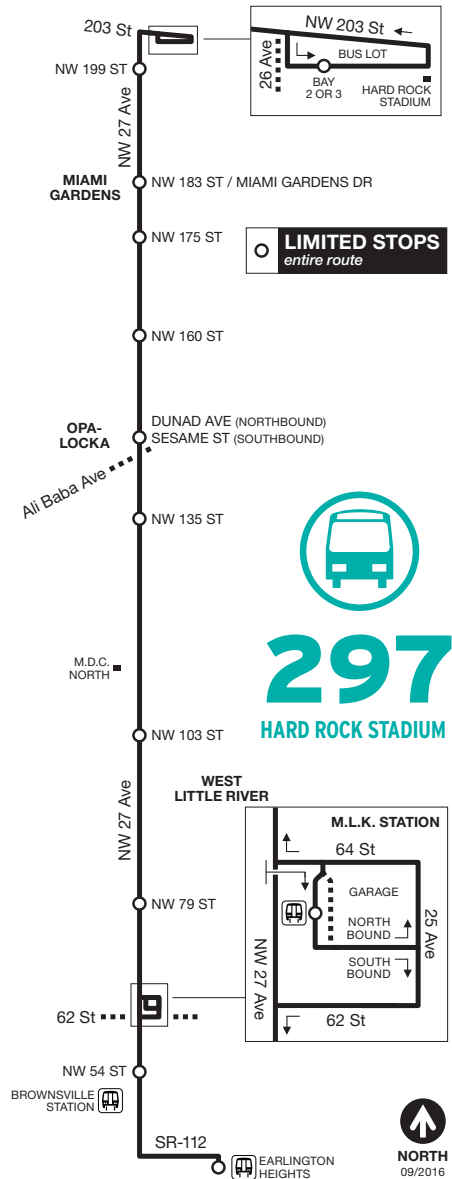 203 St
NW 203 St
BUS LOT
26 Ave
BAY
2 OR 3
HARD ROCK
STADIUM
NW 199 ST
NW 27 Ave
MIAMI
GARDENS
NW 183 ST / MIAMI GARDENS DR
NW 175 ST
LIMITED STOPS
entire route
NW 160 ST
OPA-
LOCKA
DUNAD AVE (NORTHBOUND)
SESAME ST (SOUTHBOUND)
Ali Baba Ave
NW 135 ST
297
HARD ROCK STADIUM
M.D.C.
NORTH
NW 103 ST
NW 27 Ave
WEST
LITTLE RIVER
M.L.K. STATION
64 St
GARAGE
NORTH
BOUND
25 Ave
SOUTH
BOUND
NW 27 Ave
62 St
NW 79 ST
62 St
NW 54 ST
BROWNSVILLE
STATION
SR-112
EARLINGTON
HEIGHTS
NORTH
09/2016